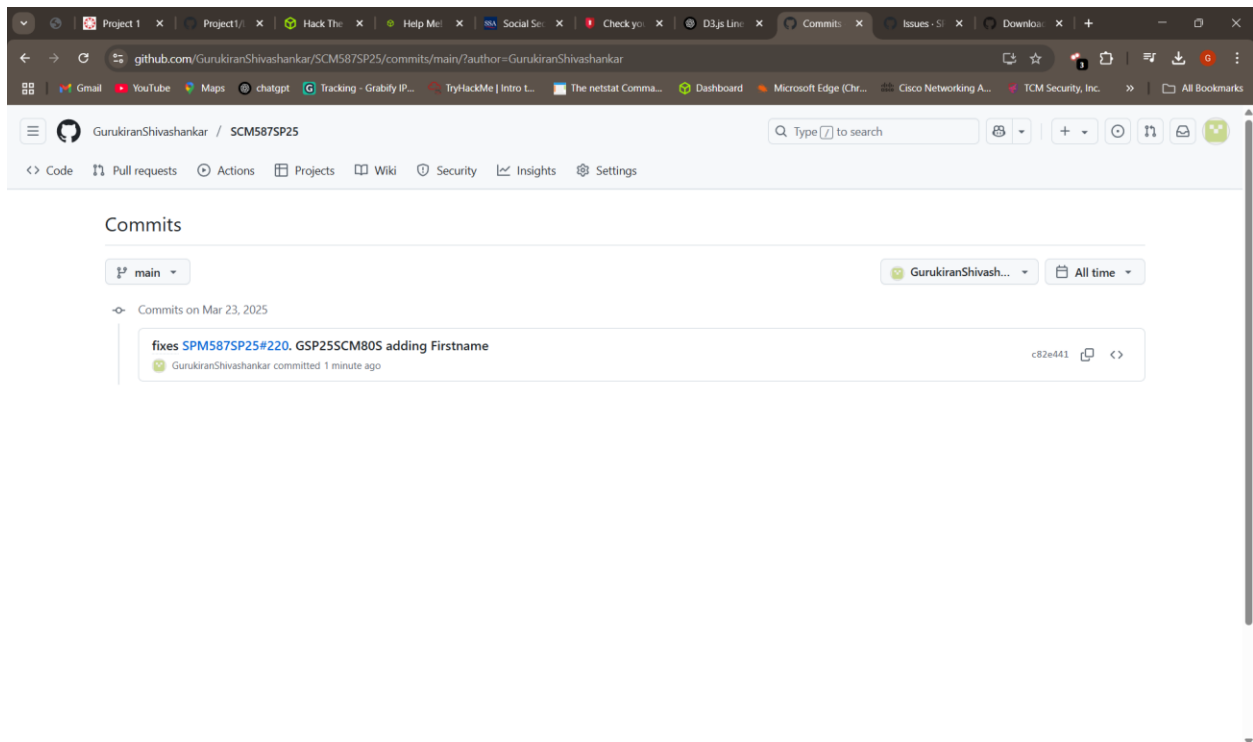 Project 1
Project1/
Hack The
Help Me
Social Sec
Check you
D3.js Line
Commits
Issues · S
Download
github.com/GurukiranShivashankar/SCM587SP25/commits/main/?author=GurukiranShivashankar
3
G
Gmail
YouTube
Maps
chatgpt
Tracking - Grabify IP...
TryHackMe | Intro t...
The netstat Comma...
Dashboard
Microsoft Edge (Chr...
Cisco Networking A...
TCM Security, Inc.
»
All Bookmarks
GurukiranShivashankar / SCM587SP25
Type / to search
<> Code
Pull requests
Actions
Projects
Wiki
Security
Insights
Settings
Commits
main
GurukiranShivash...
All time
Commits on Mar 23, 2025
fixes SPM587SP25#220. GSP25SCM80S adding Firstname
GurukiranShivashankar committed 1 minute ago
c82e441